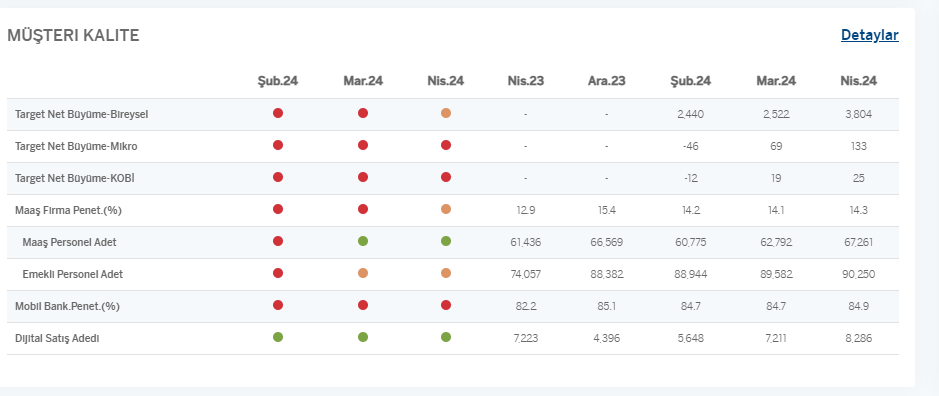 MÜŞTERI KALITE
Detaylar
Şub.24 Mar.24 Nis.24 Nis.23 Ara.23 Şub.24 Mar.24 Nis.24
Target Net Büyüme-Bireysel - - 2,440 2,522 3,804
Target Net Büyüme-Mikro - - -46 69 133
Target Net Büyüme-KOBİ - - -12 19 25
Maaş Firma Penet.(%) 12.9 15.4 14.2 14.1 14.3
Maaş Personel Adet 61,436 66,569 60,775 62,792 67,261
Emekli Personel Adet 74,057 88,382 88,944 89,582 90,250
Mobil Bank.Penet.(%) 82.2 85.1 84.7 84.7 84.9
Dijital Satış Adedi 7,223 4,396 5,648 7,211 8,286